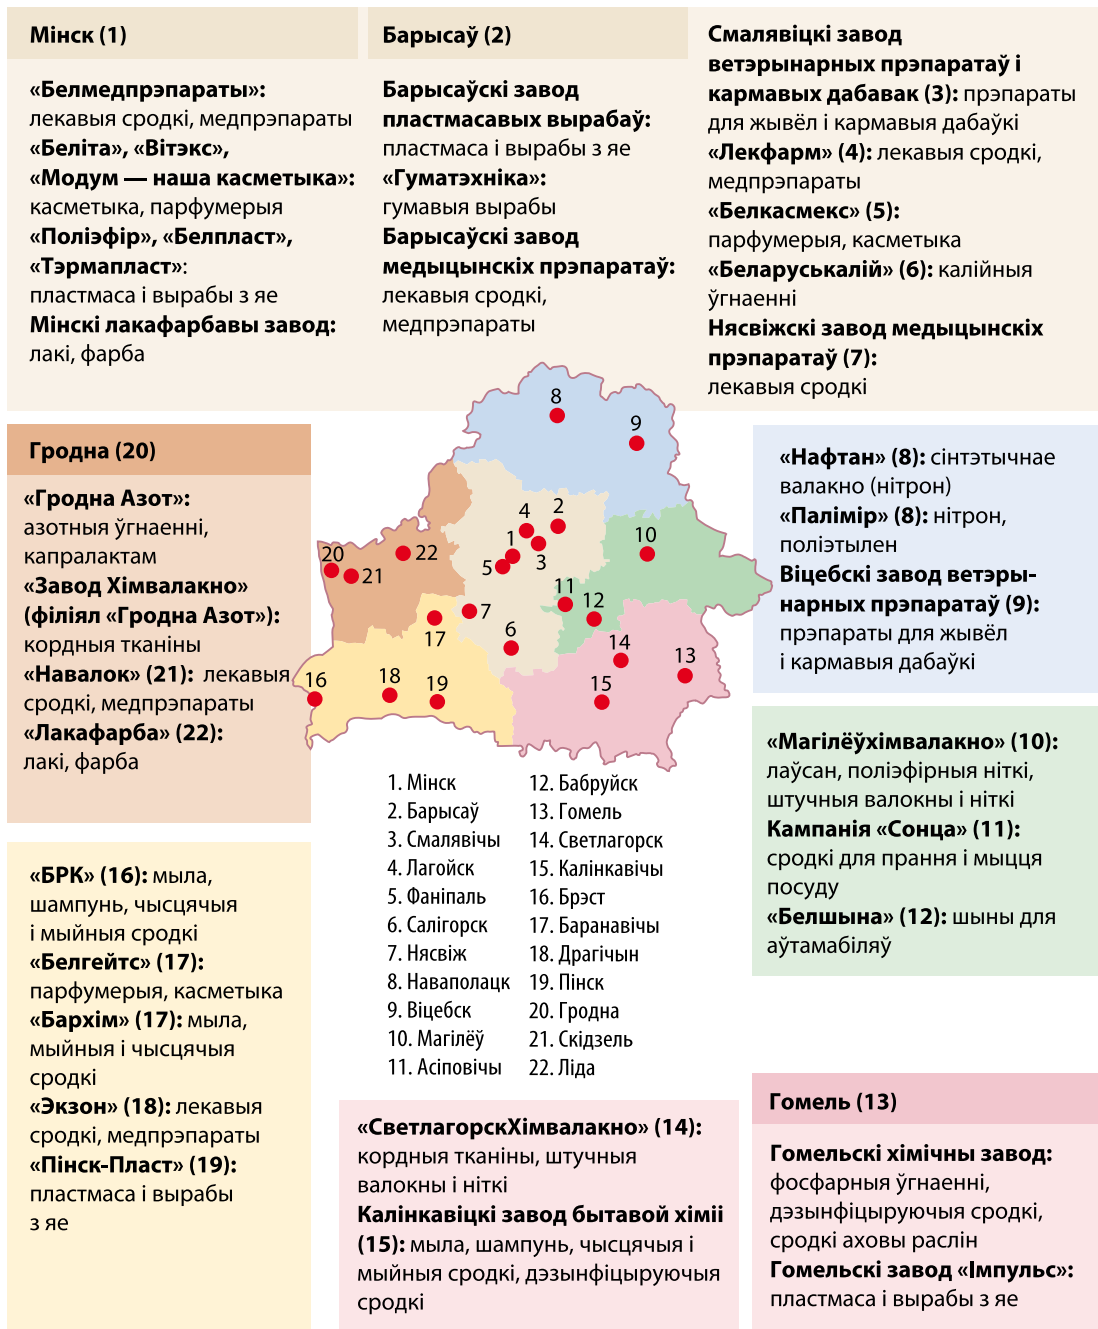 Мінск (1)
«Белмедпрэпараты»:
лекавыя сродкі, медпрэпараты
«Беліта», «Вітэкс»,
«Модум — наша касметыка»:
касметыка, парфумерыя
«Поліэфір», «Белпласт»,
«Тэрмапласт»:
пластмаса і вырабы з яе
Мінскі лакафарбавы завод:
лакі, фарба
Барысаў (2)
Барысаўскі завод
пластмасавых вырабаў:
пластмаса і вырабы з яе
«Гуматэхніка»:
гумавыя вырабы
Барысаўскі завод
медыцынскіх прэпаратаў:
лекавыя сродкі,
медпрэпараты
Смалявіцкі завод
ветэрынарных прэпаратаў і
кармавых дабавак (3): прэпараты
для жывёл і кармавыя дабаўкі
«Лекфарм» (4): лекавыя сродкі,
медпрэпараты
«Белкасмекс» (5):
парфумерыя, касметыка
«Беларуськалій» (6): калійныя
ўгнаенні
Нясвіжскі завод медыцынскіх
прэпаратаў (7):
лекавыя сродкі
Гродна (20)
«Гродна Азот»:
азотныя ўгнаенні,
капралактам
«Завод Хімвалакно»
(філіял «Гродна Азот»):
кордныя тканіны
«Навалок» (21): лекавыя
сродкі, медпрэпараты
«Лакафарба» (22):
лакі, фарба
8
9
4
2
1
3
5
10
20
21
22
11
12
7
17
6
14
13
16
18
19
15
«Нафтан» (8): сінтэтычнае
валакно (нітрон)
«Палімір» (8): нітрон,
поліэтылен
Віцебскі завод ветэры-
нарных прэпаратаў (9):
прэпараты для жывёл
і кармавыя дабаўкі
«Магілёўхімвалакно» (10):
лаўсан, поліэфірныя ніткі,
штучныя валокны і ніткі
Кампанія «Сонца» (11):
сродкі для прання і мыцця
посуду
«Белшына» (12): шыны для
аўтамабіляў
1. Мінск
2. Барысаў
3. Смалявічы
4. Лагойск
5. Фаніпаль
6. Салігорск
7. Нясвіж
8. Наваполацк
9. Віцебск
10. Магілёў
11. Асіповічы
12. Бабруйск
13. Гомель
14. Светлагорск
15. Калінкавічы
16. Брэст
17. Баранавічы
18. Драгічын
19. Пінск
20. Гродна
21. Скідзель
22. Ліда
«БРК» (16): мыла,
шампунь, чысцячыя
і мыйныя сродкі
«Белгейтс» (17):
парфумерыя, касметыка
«Бархім» (17): мыла,
мыйныя і чысцячыя
сродкі
«Экзон» (18): лекавыя
сродкі, медпрэпараты
«Пінск-Пласт» (19):
пластмаса і вырабы
з яе
«СветлагорскХімвалакно» (14):
кордныя тканіны, штучныя
валокны і ніткі
Калінкавіцкі завод бытавой хіміі
(15): мыла, шампунь, чысцячыя і
мыйныя сродкі, дэзынфіцыруючыя
сродкі
Гомель (13)
Гомельскі хімічны завод:
фосфарныя ўгнаенні,
дэзынфіцыруючыя сродкі,
сродкі аховы раслін
Гомельскі завод «Імпульс»:
пластмаса і вырабы з яе